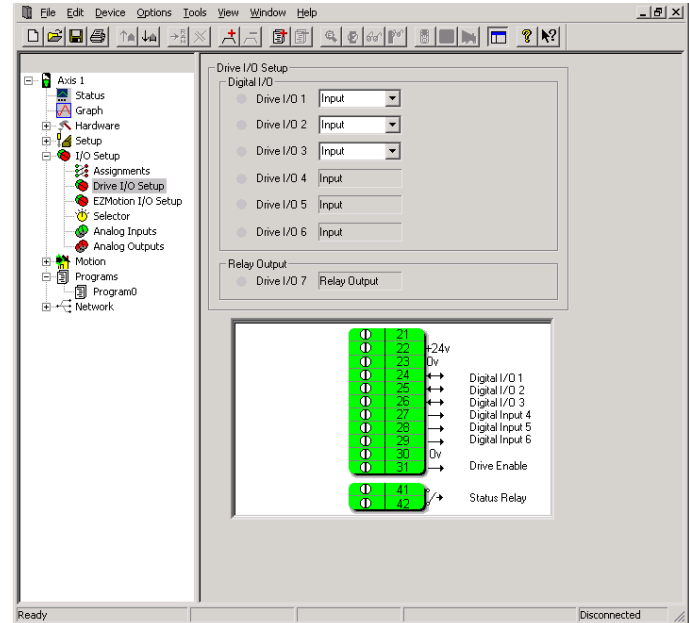 File Edit Device Options Tools View Window Help
Axis 1
Status
Graph
Hardware
Setup
I/O Setup
Assignments
Drive I/O Setup
EZMotion I/O Setup
Selector
Analog Inputs
Analog Outputs
Motion
Programs
Program0
Network
Drive I/O Setup
Digital I/O
Drive I/O 1 Input
Drive I/O 2 Input
Drive I/O 3 Input
Drive I/O 4 Input
Drive I/O 5 Input
Drive I/O 6 Input
Relay Output
Drive I/O 7 Relay Output
21
22 +24v
23 0v
24 Digital I/O 1
25 Digital I/O 2
26 Digital I/O 3
27 Digital Input 4
28 Digital Input 5
29 Digital Input 6
30 0v
31 Drive Enable
41
42 Status Relay
Ready Disconnected